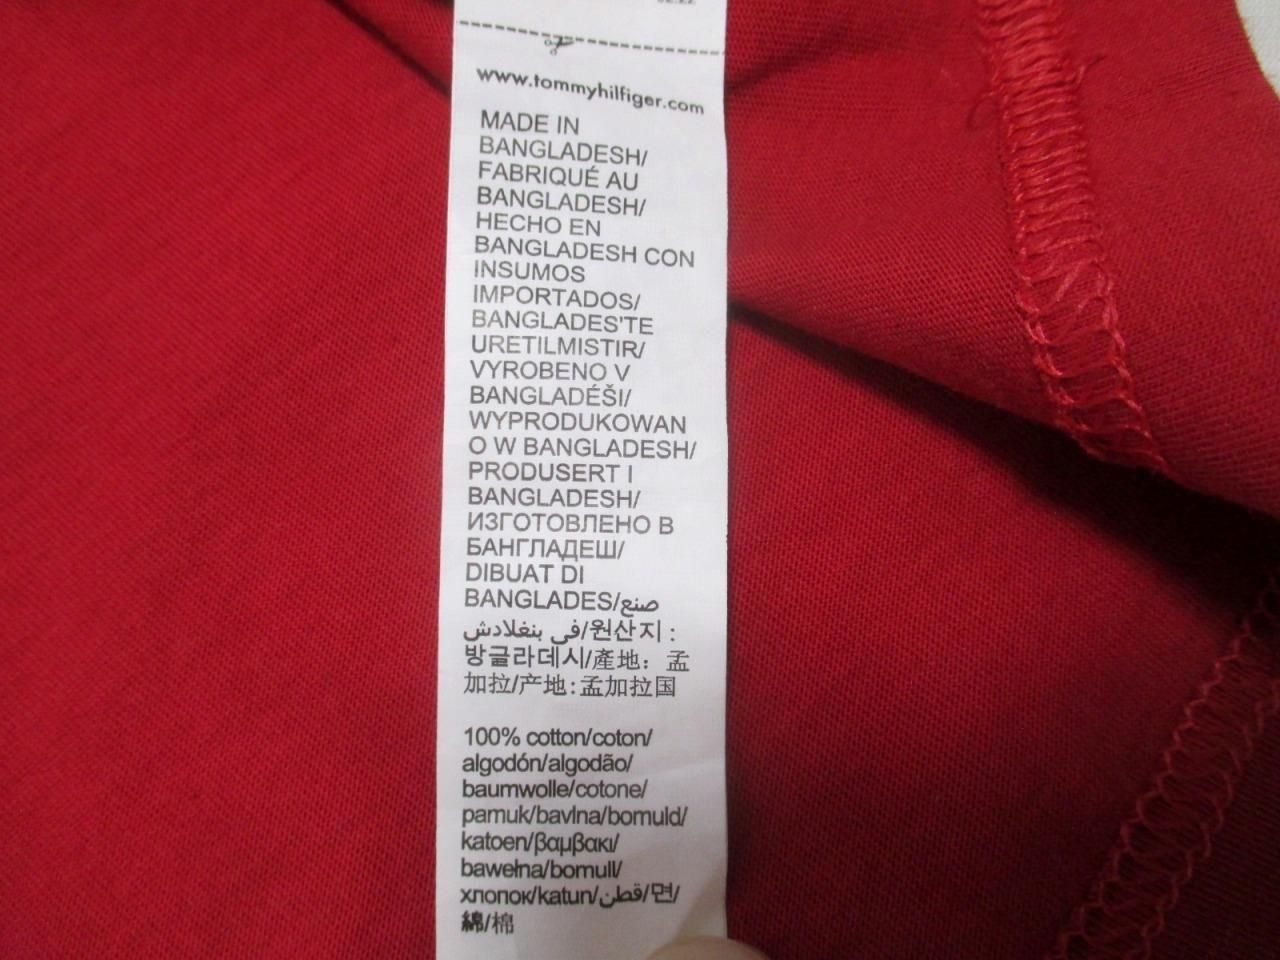 www.tommyhilfiger.com
MADE IN
BANGLADESH/
FABRIQUÉ AU
BANGLADESH/
HECHO EN
BANGLADESH CON
INSUMOS
IMPORTADOS/
BANGLADES'TE
URETILMISTIR/
VYROBENO V
BANGLADÉŠI/
WYPRODUKOWAN
O W BANGLADESH/
PRODUSERT I
BANGLADESH/
ИЗГОТОВЛЕНО В
БАНГЛАДЕШ/
DIBUAT DI
BANGLADES/صنع
في بنغلادش/원산지 :
방글라데시/產地：孟
加拉/产地:孟加拉国
100% cotton/coton/
algodón/algodão/
baumwolle/cotone/
pamuk/bavlna/bomuld/
katoen/βαμβακι/
bawełna/bomull/
хлопок/katun/قطن/면/
綿/棉